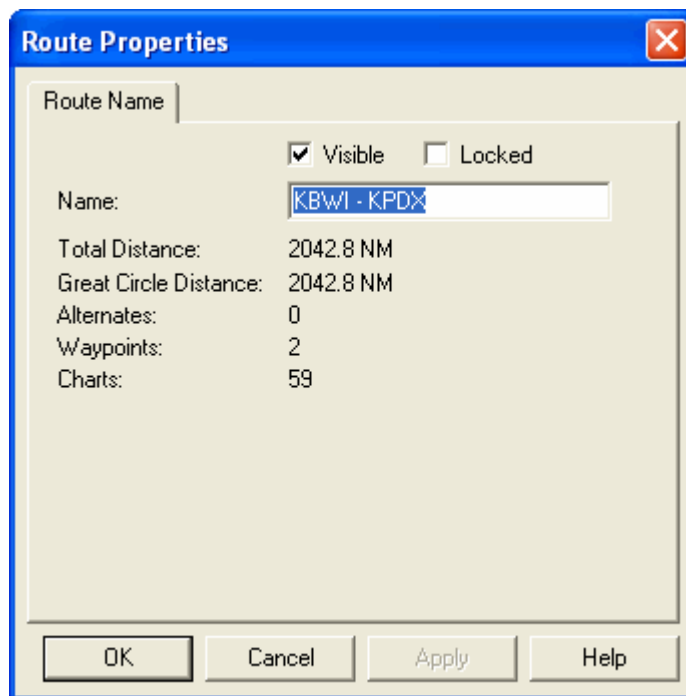 Route Properties
Route Name
Visible Locked
Name: KBWI - KPDX
Total Distance: 2042.8 NM
Great Circle Distance: 2042.8 NM
Alternates: 0
Waypoints: 2
Charts: 59
OK Cancel Apply Help